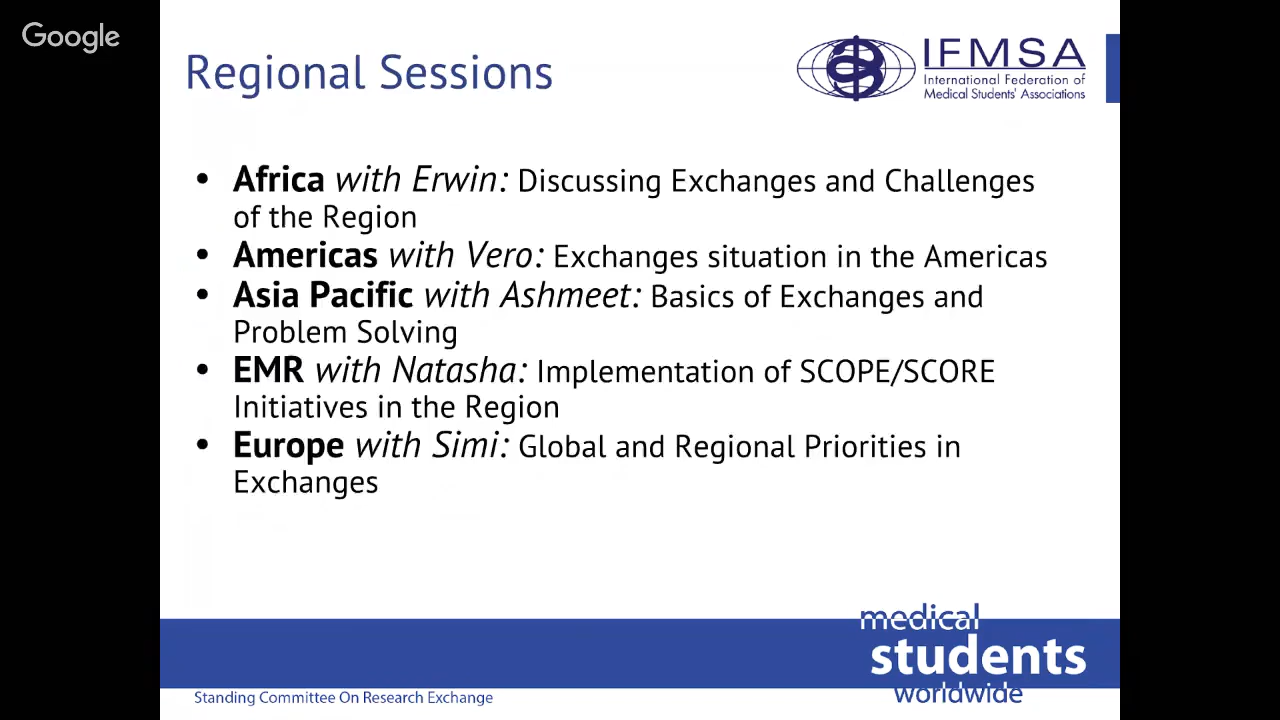 Google
Regional Sessions
IFMSA
International Federation of
Medical Students' Associations
• Africa with Erwin: Discussing Exchanges and Challenges
of the Region
• Americas with Vero: Exchanges situation in the Americas
• Asia Pacific with Ashmeet: Basics of Exchanges and
Problem Solving
• EMR with Natasha: Implementation of SCOPE/SCORE
Initiatives in the Region
• Europe with Simi: Global and Regional Priorities in
Exchanges
medical
students
worldwide
Standing Committee On Research Exchange